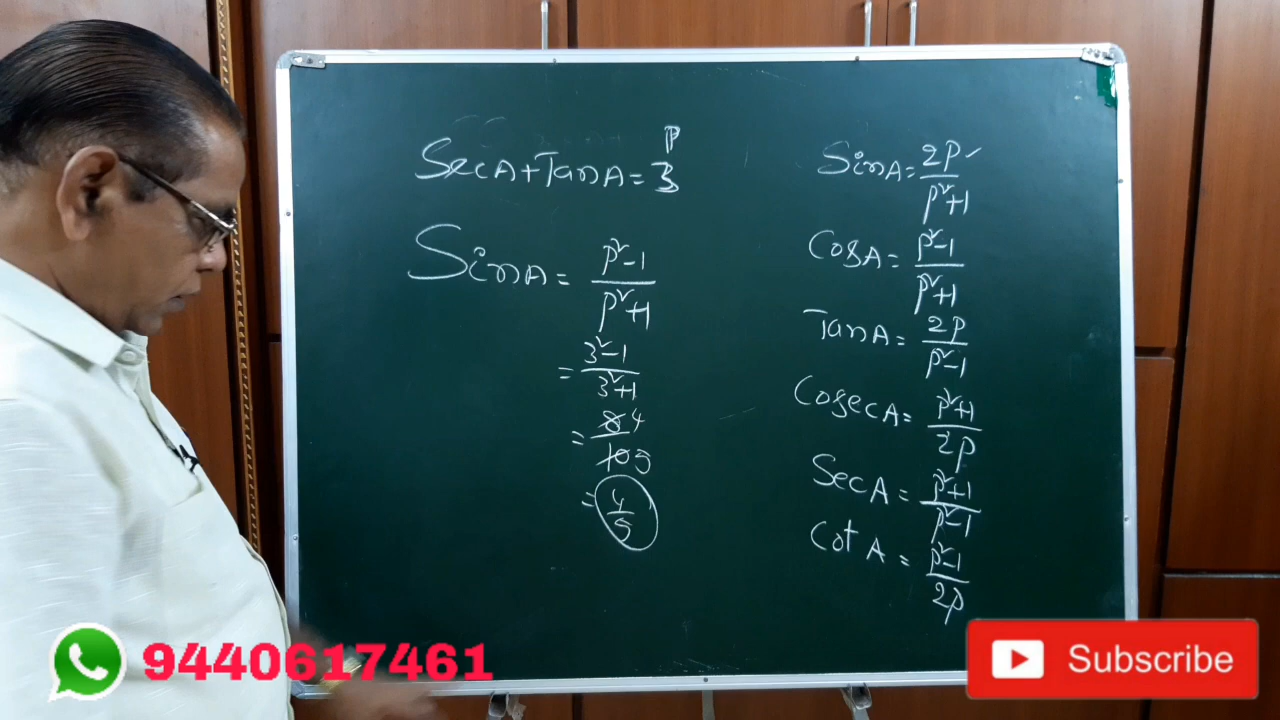 P
SecA+TanA=3
SinA= p²-1/p²+1
= 3²-1/3²+1
= 8 4/10 5
= 4/5
SinA= 2P/p²+1
CosA= p²-1/p²+1
TanA= 2P/p²-1
CosecA= p²+1/2P
SecA= p²+1/p²-1
CotA= p²-1/2P
9440617461
Subscribe